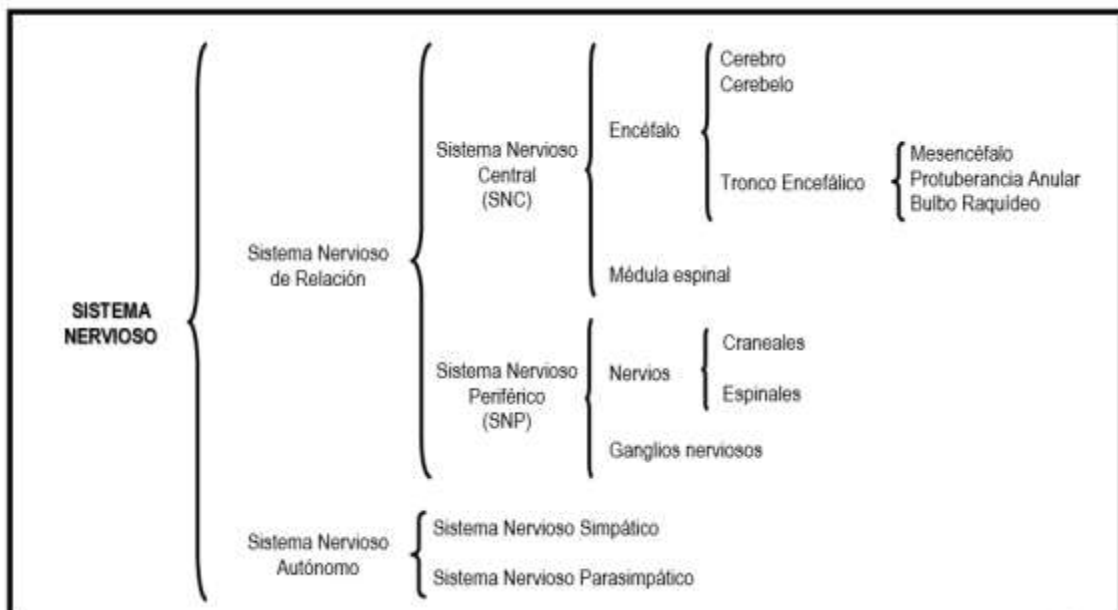 SISTEMA
NERVIOSO
Sistema Nervioso
de Relación
Sistema Nervioso
Central
(SNC)
Encéfalo
Cerebro
Cerebelo
Tronco Encefálico
Mesencéfalo
Protuberancia Anular
Bulbo Raquídeo
Médula espinal
Sistema Nervioso
Periférico
(SNP)
Nervios
Craneales
Espinales
Ganglios nerviosos
Sistema Nervioso
Autónomo
Sistema Nervioso Simpático
Sistema Nervioso Parasimpático